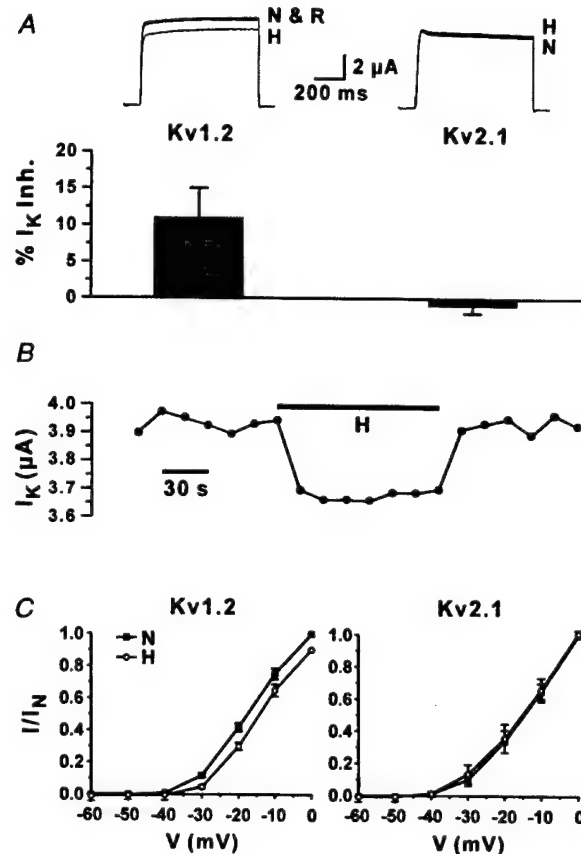 A
N & R
H
2 µA
200 ms
H
N
Kv1.2
Kv2.1
% IK Inh.
20
15
10
5
0
B
IK (µA)
4.0
3.9
3.8
3.7
3.6
H
30 s
C
Kv1.2
Kv2.1
N
H
I/IN
1.0
0.8
0.6
0.4
0.2
0.0
-60 -50 -40 -30 -20 -10 0
V (mV)
1.0
0.8
0.6
0.4
0.2
0.0
-60 -50 -40 -30 -20 -10 0
V (mV)